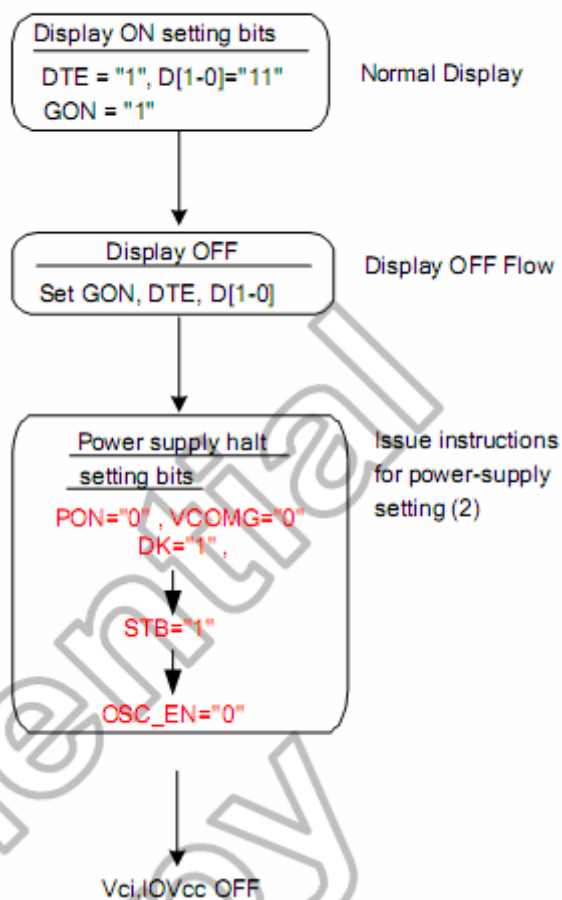 Display ON setting bits
DTE = "1", D[1-0]="11"
GON = "1"
Normal Display
Display OFF
Set GON, DTE, D[1-0]
Display OFF Flow
Power supply halt
setting bits
PON="0" , VCOMG="0"
DK="1" ,
STB="1"
OSC_EN="0"
Issue instructions
for power-supply
setting (2)
Vci,IOVcc OFF
ential
py